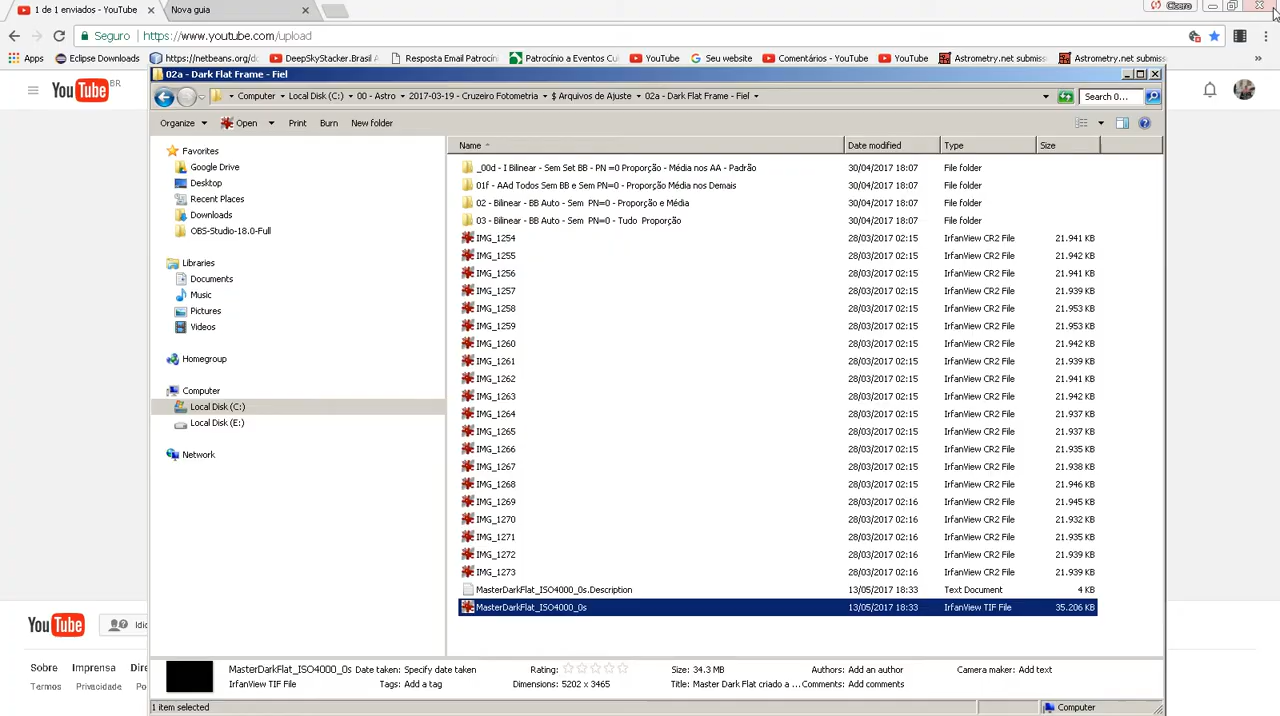 1 de 1 enviados - YouTube
Nova guia
Cicero
Seguro
https://www.youtube.com/upload
Apps
Eclipse Downloads
https://netbeans.org/do
DeepSkyStacker.Brasil
Resposta Email Patrocin
Patrocínio a Eventos Cul
YouTube
Seu website
Comentários - YouTube
YouTube
Astrometry.net submiss
Astrometry.net submiss
»
YouTube BR
02a - Dark Flat Frame - Fiel
Computer
Local Disk (C:)
00 - Astro
2017-03-19 - Cruzeiro Fotometria
$ Arquivos de Ajuste
02a - Dark Flat Frame - Fiel
Search 0...
Organize
Open
Print
Burn
New folder
Favorites
Google Drive
Desktop
Recent Places
Downloads
OBS-Studio-18.0-Full
Libraries
Documents
Music
Pictures
Videos
Homegroup
Computer
Local Disk (C:)
Local Disk (E:)
Network
Name Date modified Type Size
_00d - I Bilinear - Sem Set BB - PN =0 Proporção - Média nos AA - Padrão 30/04/2017 18:07 File folder
01f - AAd Todos Sem BB e Sem PN=0 - Proporção Média nos Demais 30/04/2017 18:07 File folder
02 - Bilinear - BB Auto - Sem PN=0 - Proporção e Média 30/04/2017 18:07 File folder
03 - Bilinear - BB Auto - Sem PN=0 - Tudo Proporção 30/04/2017 18:07 File folder
IMG_1254 28/03/2017 02:15 IrfanView CR2 File 21.941 KB
IMG_1255 28/03/2017 02:15 IrfanView CR2 File 21.942 KB
IMG_1256 28/03/2017 02:15 IrfanView CR2 File 21.941 KB
IMG_1257 28/03/2017 02:15 IrfanView CR2 File 21.939 KB
IMG_1258 28/03/2017 02:15 IrfanView CR2 File 21.953 KB
IMG_1259 28/03/2017 02:15 IrfanView CR2 File 21.953 KB
IMG_1260 28/03/2017 02:15 IrfanView CR2 File 21.942 KB
IMG_1261 28/03/2017 02:15 IrfanView CR2 File 21.939 KB
IMG_1262 28/03/2017 02:15 IrfanView CR2 File 21.941 KB
IMG_1263 28/03/2017 02:15 IrfanView CR2 File 21.942 KB
IMG_1264 28/03/2017 02:15 IrfanView CR2 File 21.937 KB
IMG_1265 28/03/2017 02:15 IrfanView CR2 File 21.937 KB
IMG_1266 28/03/2017 02:15 IrfanView CR2 File 21.935 KB
IMG_1267 28/03/2017 02:15 IrfanView CR2 File 21.938 KB
IMG_1268 28/03/2017 02:15 IrfanView CR2 File 21.946 KB
IMG_1269 28/03/2017 02:16 IrfanView CR2 File 21.945 KB
IMG_1270 28/03/2017 02:16 IrfanView CR2 File 21.932 KB
IMG_1271 28/03/2017 02:16 IrfanView CR2 File 21.935 KB
IMG_1272 28/03/2017 02:16 IrfanView CR2 File 21.939 KB
IMG_1273 28/03/2017 02:16 IrfanView CR2 File 21.939 KB
MasterDarkFlat_ISO4000_0s.Description 13/05/2017 18:33 Text Document 4 KB
MasterDarkFlat_ISO4000_0s 13/05/2017 18:33 IrfanView TIF File 35.206 KB
YouTube
Idio
Sobre Imprensa Dire
Termos Privacidade Po
MasterDarkFlat_ISO4000_0s Date taken: Specify date taken Rating: Size: 34.3 MB Authors: Add an author Camera maker: Add text
IrfanView TIF File Tags: Add a tag Dimensions: 5202 x 3465 Title: Master Dark Flat criado a ... Comments: Add comments
1 item selected
Computer